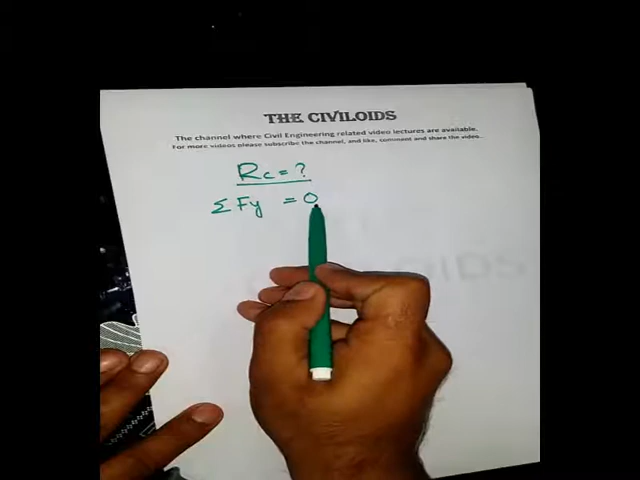 THE CIVILOIDS
The channel where Civil Engineering related video lectures are available.
For more videos please subscribe the channel, and like, comment and share the video.
Rc = ?
Σ Fy = 0